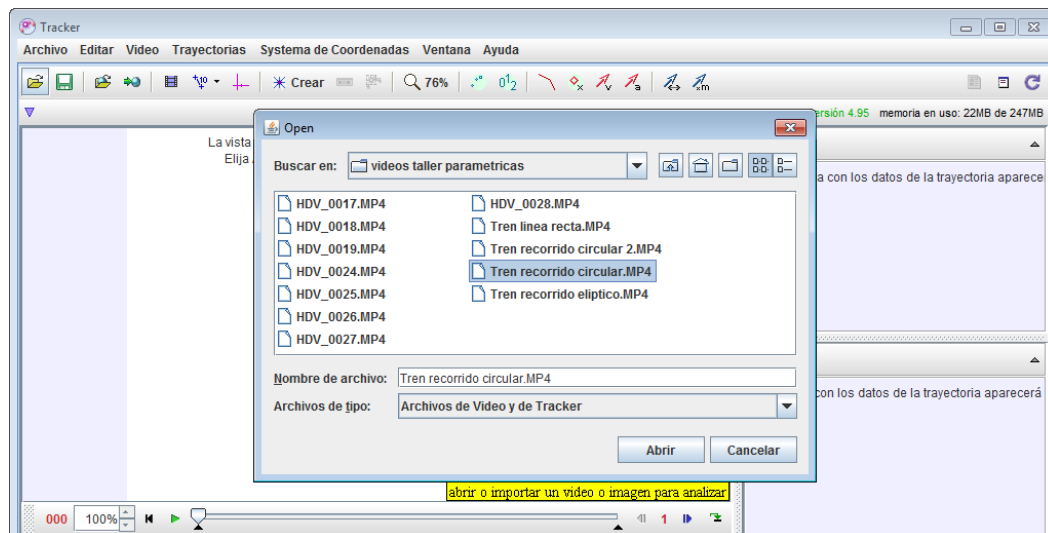 Tracker
Archivo Editar Video Trayectorias Systema de Coordenadas Ventana Ayuda
Crear 76%
ersión 4.95 memoria en uso: 22MB de 247MB
La vista
Elija
Open
Buscar en: videos taller parametricas
HDV_0017.MP4
HDV_0018.MP4
HDV_0019.MP4
HDV_0024.MP4
HDV_0025.MP4
HDV_0026.MP4
HDV_0027.MP4
HDV_0028.MP4
Tren linea recta.MP4
Tren recorrido circular 2.MP4
Tren recorrido circular.MP4
Tren recorrido eliptico.MP4
Nombre de archivo: Tren recorrido circular.MP4
Archivos de tipo: Archivos de Video y de Tracker
Abrir Cancelar
a con los datos de la trayectoria aparece
con los datos de la trayectoria aparecerá
abrir o importar un video o imagen para analizar
000 100% 1